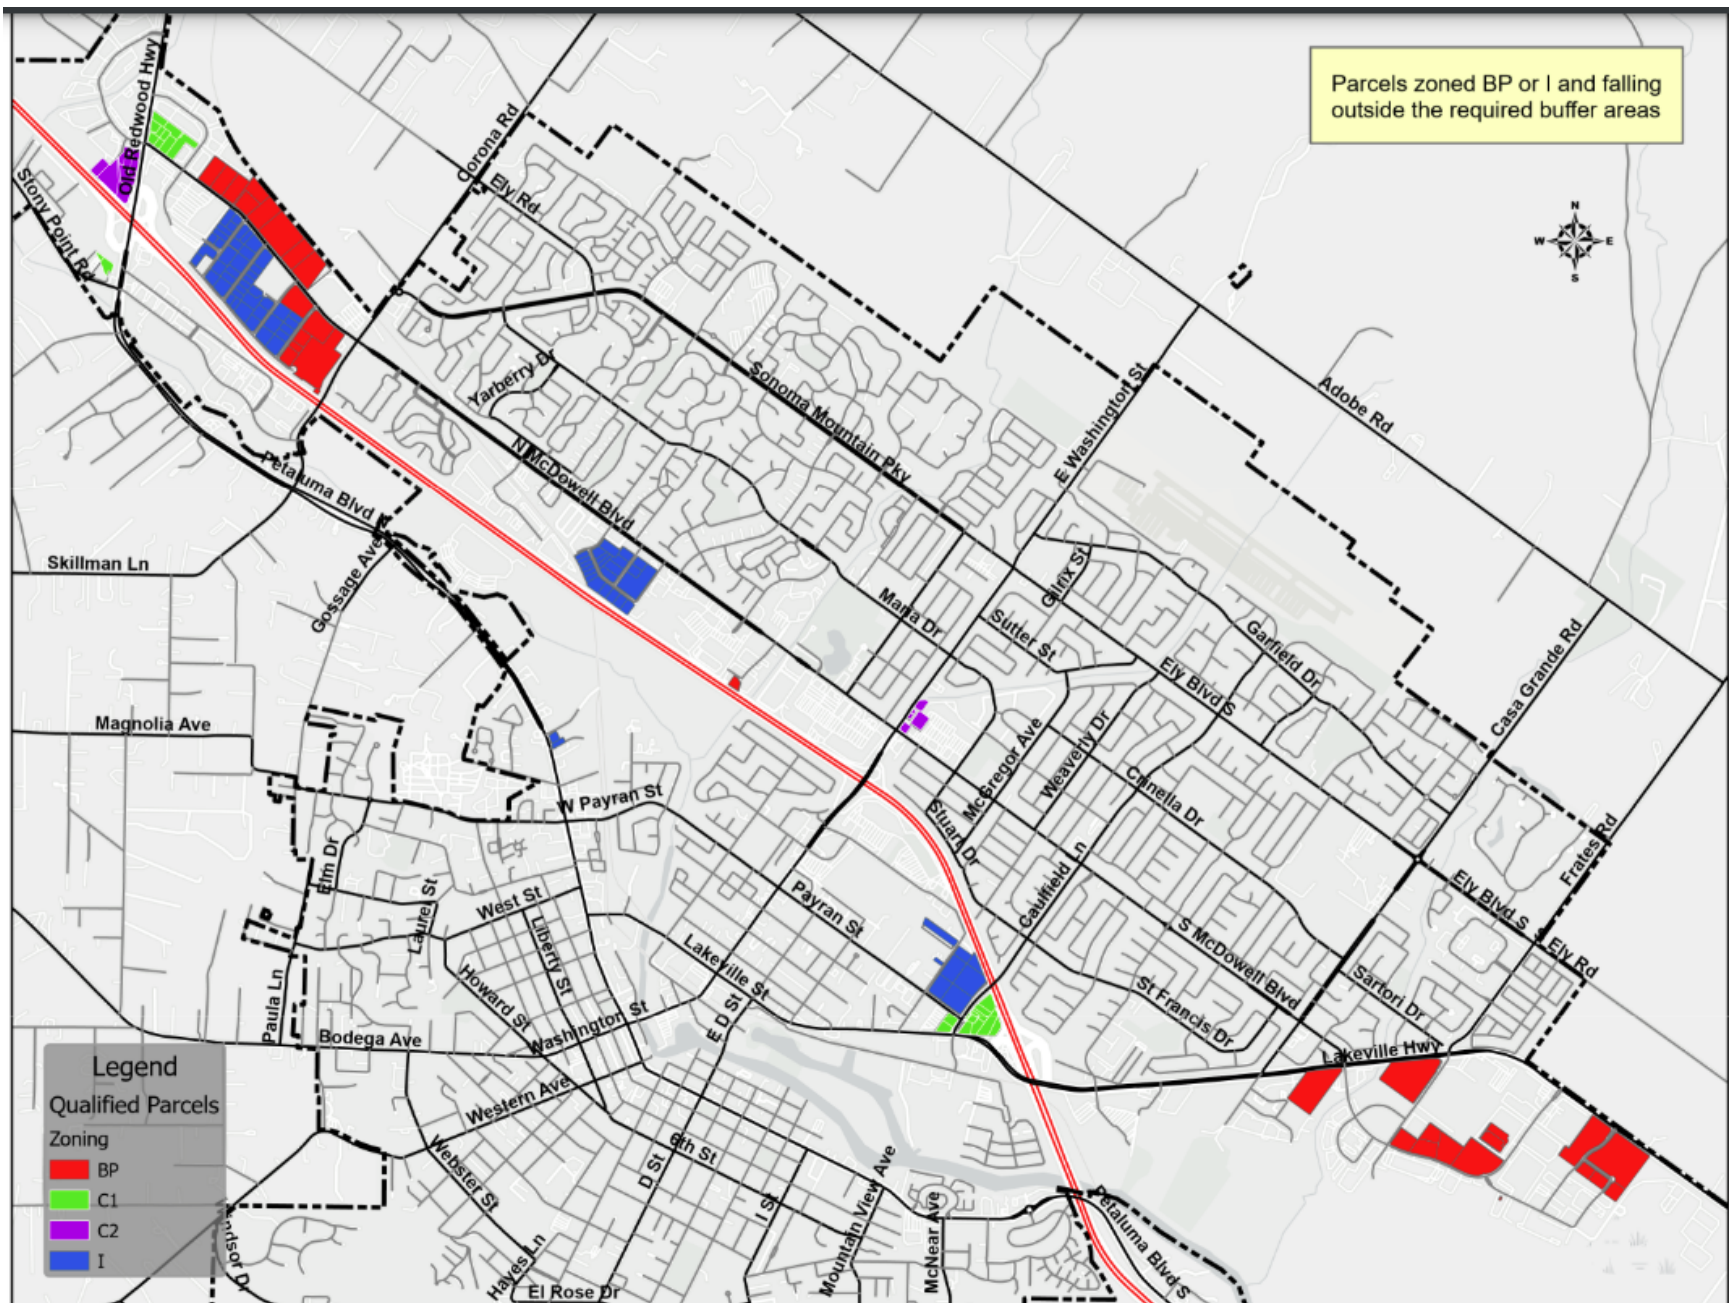 Parcels zoned BP or I and falling
outside the required buffer areas
N
W
E
S
Old Redwood Hwy
Stony Point Rd
Corona Rd
Ely Rd
Yarberry Dr
Sonoma Mountain Pky
N McDowell Blvd
E Washington St
Adobe Rd
Petaluma Blvd
Skillman Ln
Gossage Ave
Maria Dr
Gilrix St
Sutter St
Garfield Dr
Ely Blvd S
Casa Grande Rd
Magnolia Ave
McGregor Ave
Weaverly Dr
Crinella Dr
Stuart Dr
W Payran St
Elm Dr
Laurel St
West St
Liberty St
Payran St
Caulfield Ln
Frates Rd
Ely Blvd S
S Ely Rd
Howard St
Lakeville St
S McDowell Blvd
Sartori Dr
St Francis Dr
Paula Ln
Bodega Ave
Washington St
E D St
Lakeville Hwy
Western Ave
Webster St
6th St
D St
I St
Mountain View Ave
McNear Ave
Petaluma Blvd S
Windsor Dr
Hayes Ln
El Rose Dr
Legend
Qualified Parcels
Zoning
BP
C1
C2
I